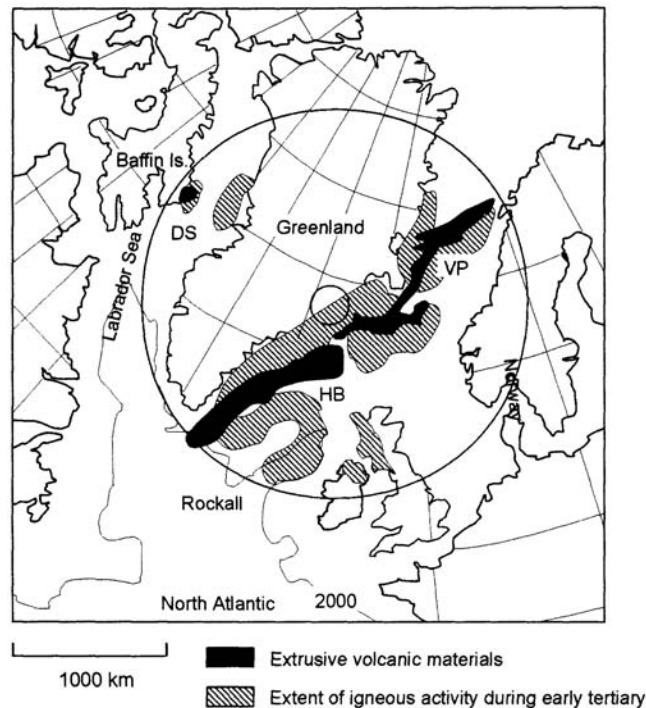 Baffin Is.
DS
Greenland
VP
Labrador Sea
Norway
HB
Rockall
North Atlantic 2000
1000 km
Extrusive volcanic materials
Extent of igneous activity during early tertiary